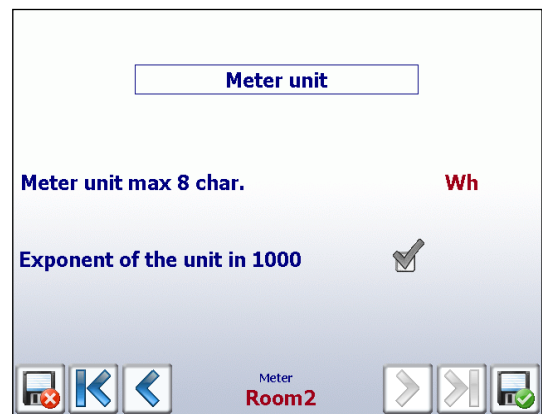 Meter unit
Meter unit max 8 char.
Wh
Exponent of the unit in 1000
Meter
Room2